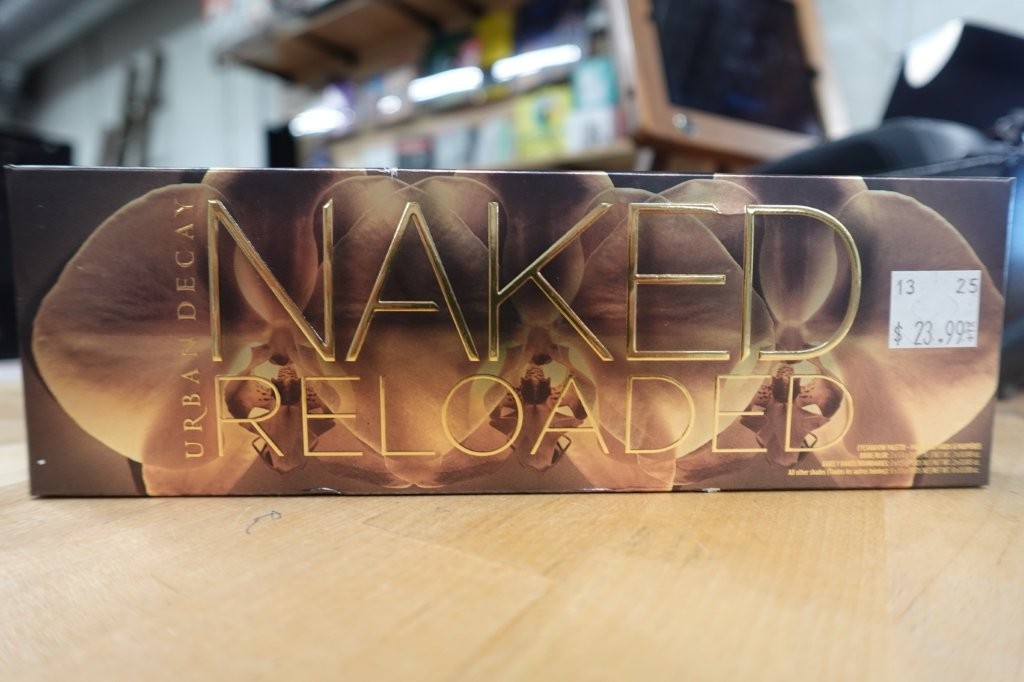 URBAN DECAY
NAKED
RELOADED
13 25
$ 23.99